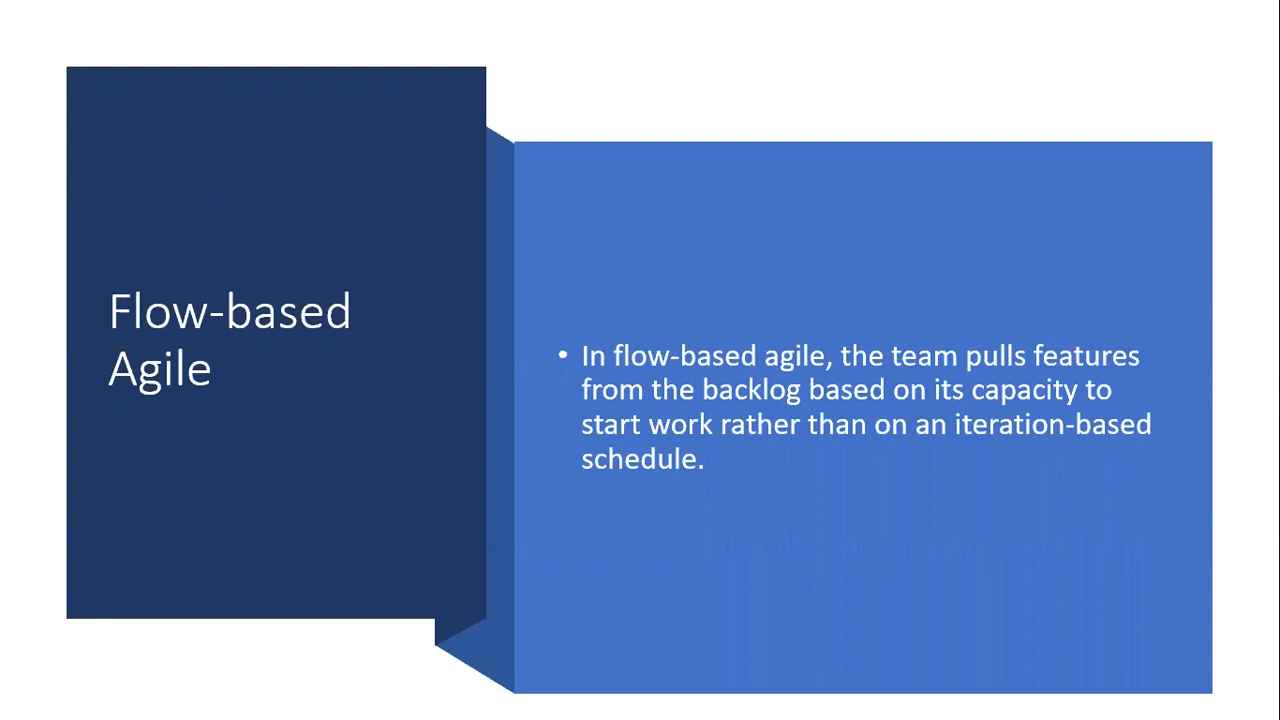 Flow-based
Agile
• In flow-based agile, the team pulls features
from the backlog based on its capacity to
start work rather than on an iteration-based
schedule.